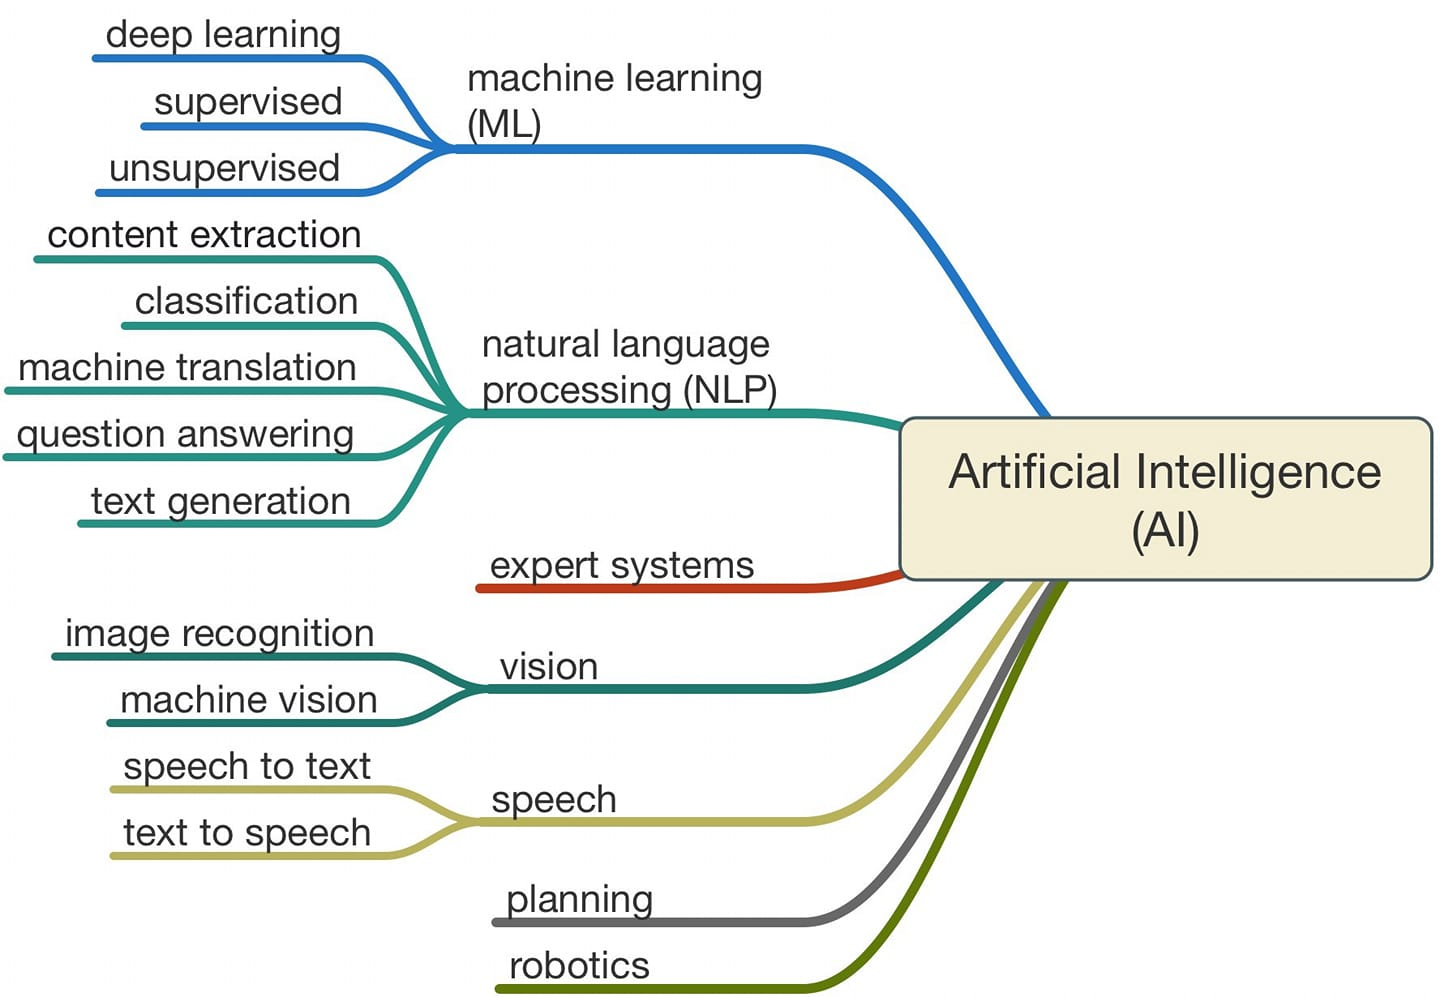 deep learning
supervised
unsupervised
machine learning
(ML)
content extraction
classification
machine translation
question answering
text generation
natural language
processing (NLP)
expert systems
image recognition
machine vision
vision
speech to text
text to speech
speech
planning
robotics
Artificial Intelligence
(AI)